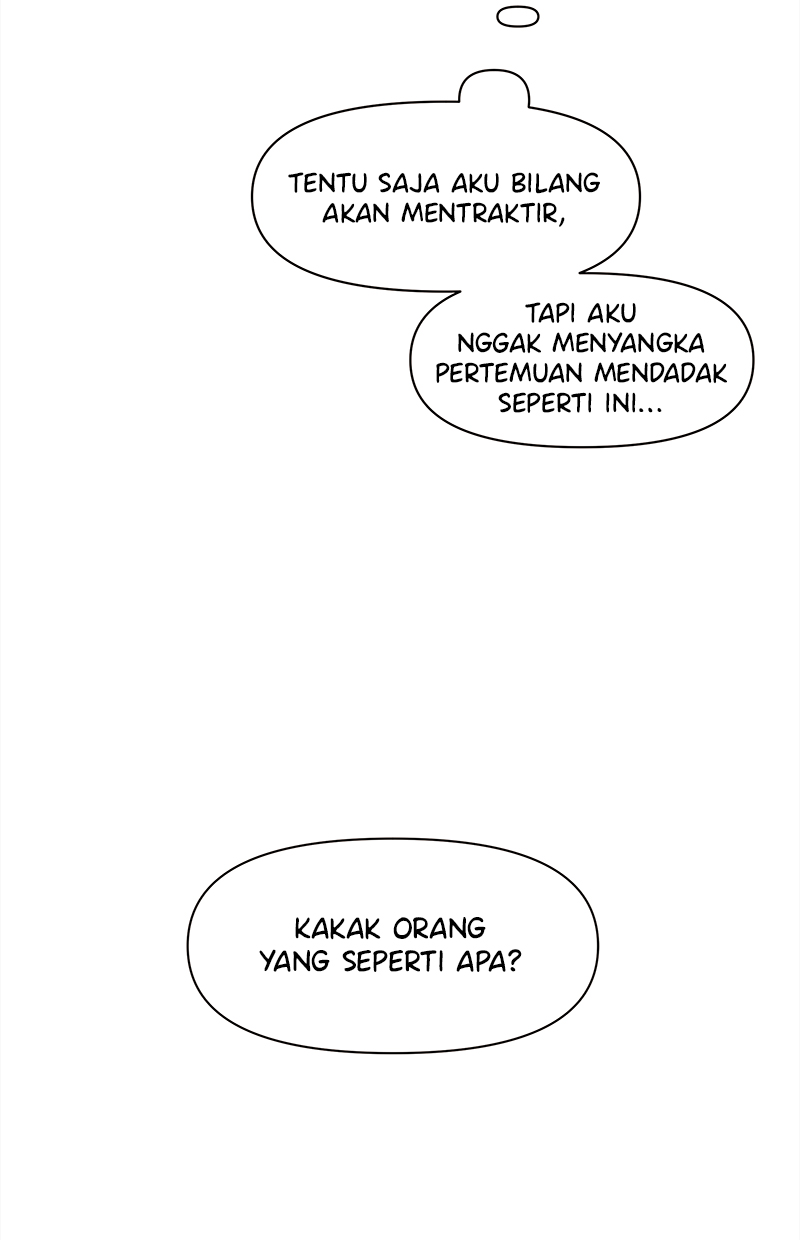 TENTU SAJA AKU BILANG
AKAN MENTRAKTIR,
TAPI AKU
NGGAK MENYANGKA
PERTEMUAN MENDADAK
SEPERTI INI...
KAKAK ORANG
YANG SEPERTI APA?